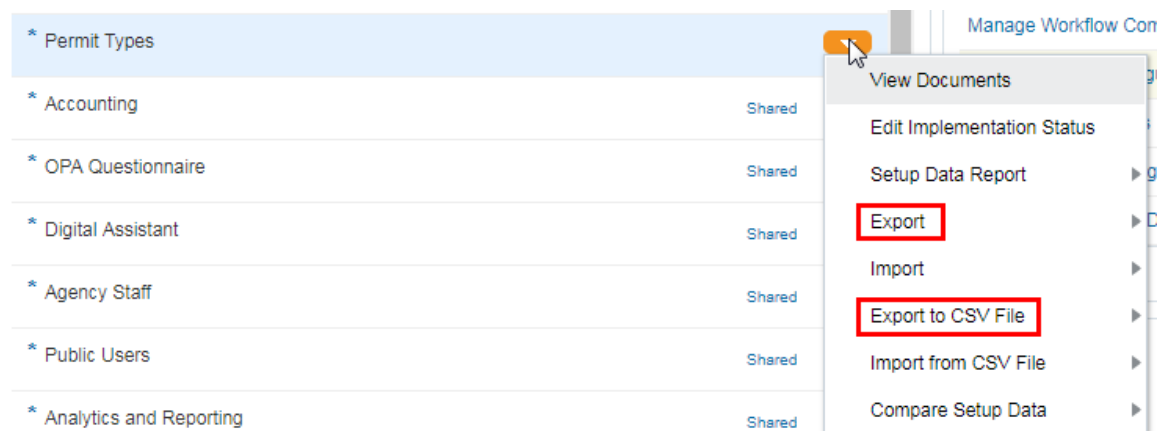 * Permit Types
* Accounting
Shared
* OPA Questionnaire
Shared
* Digital Assistant
Shared
* Agency Staff
Shared
* Public Users
Shared
* Analytics and Reporting
Shared
View Documents
Edit Implementation Status
Setup Data Report
Export
Import
Export to CSV File
Import from CSV File
Compare Setup Data
Manage Workflow